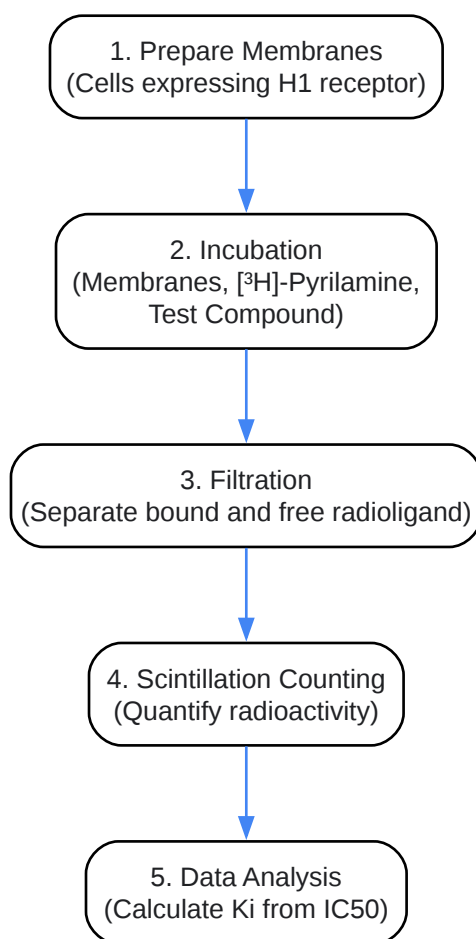 1. Prepare Membranes
(Cells expressing H1 receptor)
2. Incubation
(Membranes, [³H]-Pyrilamine,
Test Compound)
3. Filtration
(Separate bound and free radioligand)
4. Scintillation Counting
(Quantify radioactivity)
5. Data Analysis
(Calculate Ki from IC50)